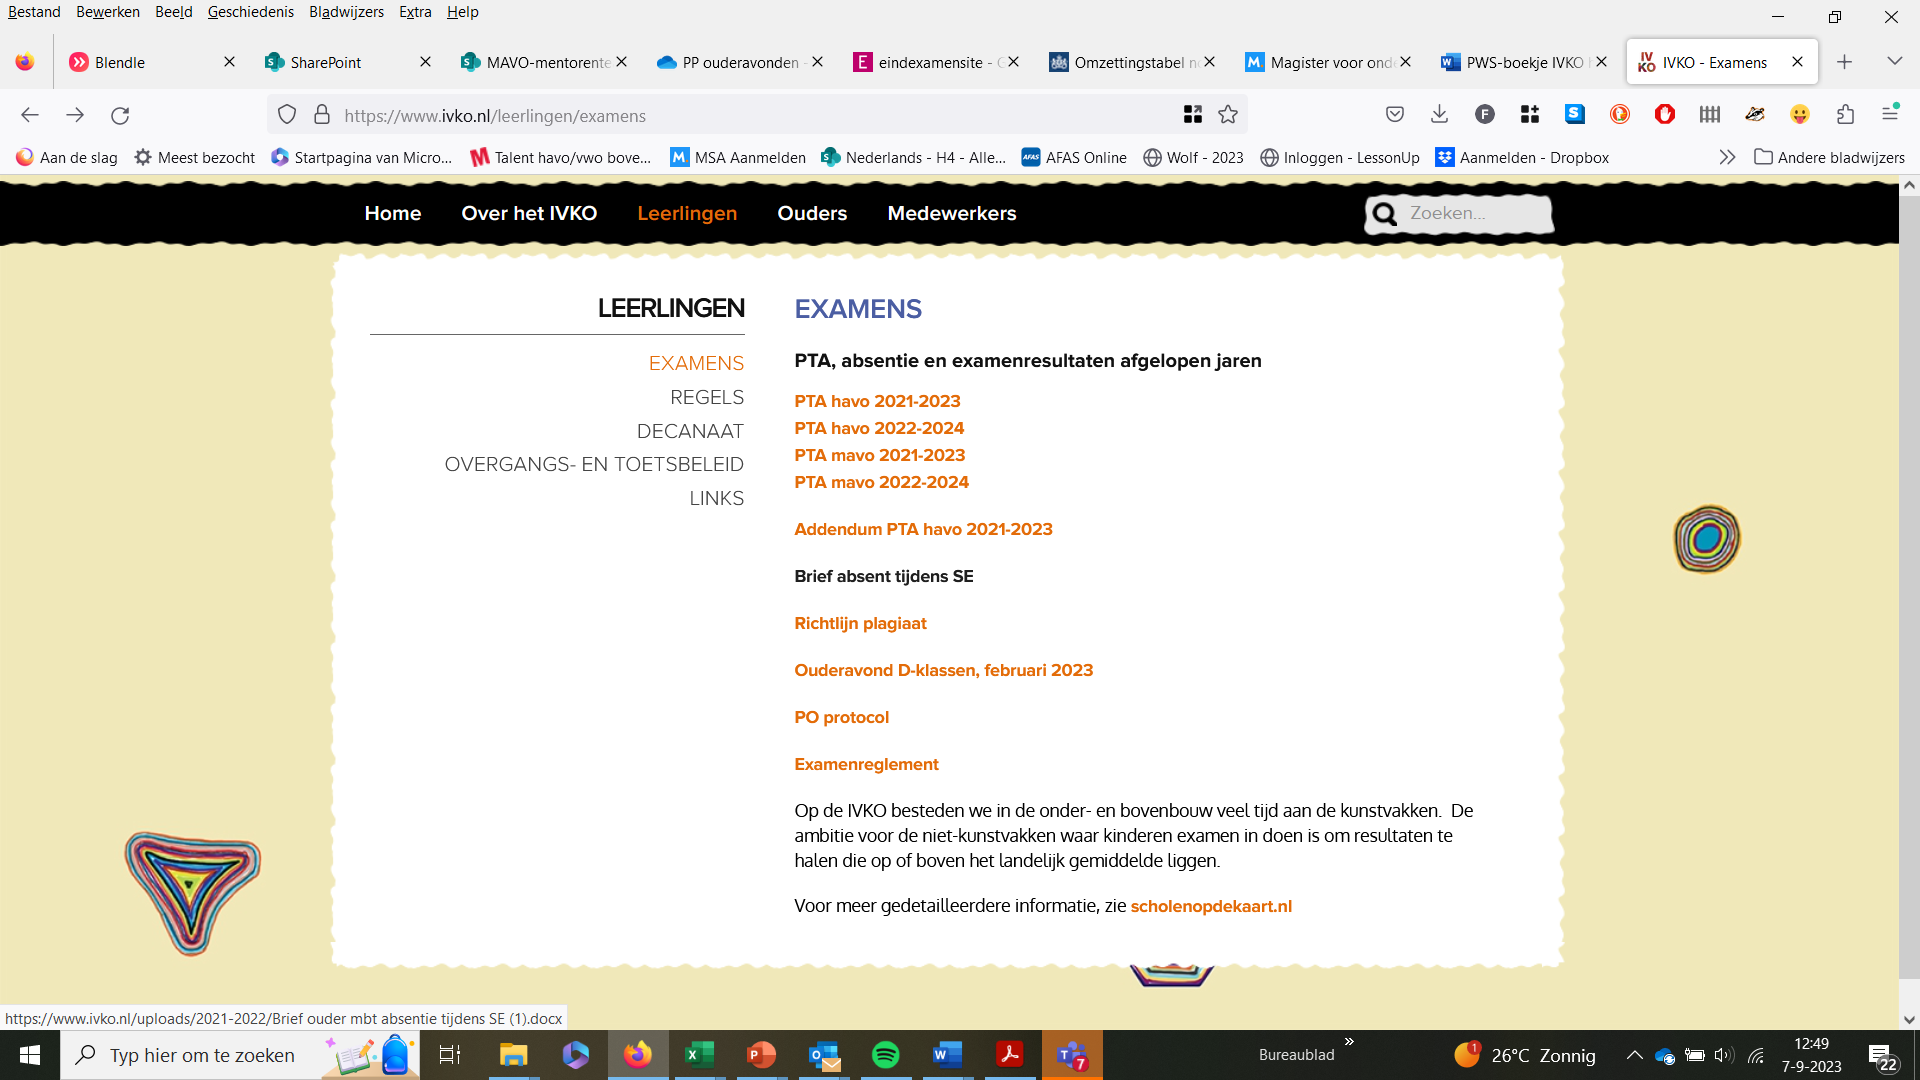 Bestand Bewerken Beeld Geschiedenis Bladwijzers Extra Help
Blendle SharePoint MAVO-mentorente PP ouderavonden - eindexamensite - Omzettingstabel Magister voor ond PWS-boekje IVKO IVKO - Examens
https://www.ivko.nl/leerlingen/examens
Aan de slag Meest bezocht Startpagina van Micro... Talent havo/vwo bove... MSA Aanmelden Nederlands - H4 - Alle... AFAS Online Wolf - 2023 Inloggen - LessonUp Aanmelden - Dropbox Andere bladwijzers
Home Over het IVKO Leerlingen Ouders Medewerkers Zoeken...
LEERLINGEN
EXAMENS
REGELS
DECANAAT
OVERGANGS- EN TOETSBELEID
LINKS
EXAMENS
PTA, absentie en examenresultaten afgelopen jaren
PTA havo 2021-2023
PTA havo 2022-2024
PTA mavo 2021-2023
PTA mavo 2022-2024
Addendum PTA havo 2021-2023
Brief absent tijdens SE
Richtlijn plagiaat
Ouderavond D-klassen, februari 2023
PO protocol
Examenreglement
Op de IVKO besteden we in de onder- en bovenbouw veel tijd aan de kunstvakken. De
ambitie voor de niet-kunstvakken waar kinderen examen in doen is om resultaten te
halen die op of boven het landelijk gemiddelde liggen.
Voor meer gedetailleerdere informatie, zie scholenopdekaart.nl
https://www.ivko.nl/uploads/2021-2022/Brief ouder mbt absentie tijdens SE (1).docx
Typ hier om te zoeken Bureaublad 26°C Zonnig 12:49
7-9-2023 22